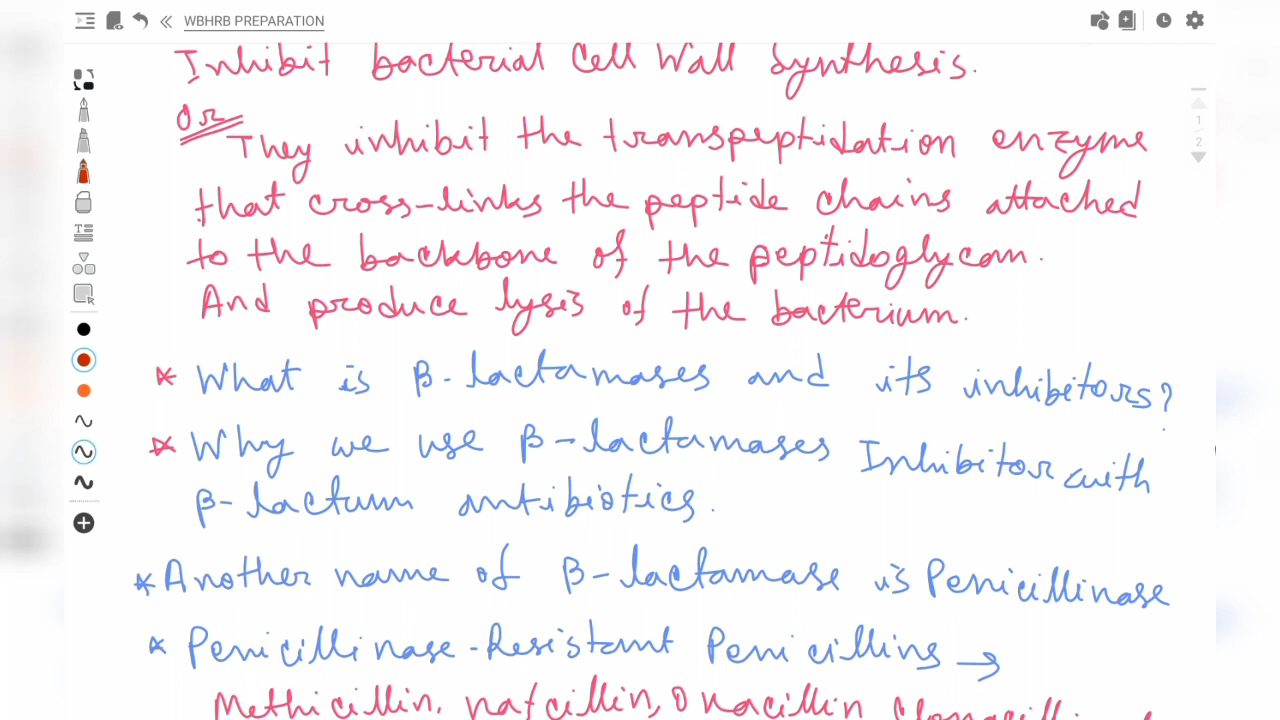 WBHRB PREPARATION
Inhibit bacterial Cell Wall Synthesis.
Or
They inhibit the transpeptidation enzyme
that cross-links the peptide chains attached
to the backbone of the peptidoglycan.
And produce lysis of the bacterium.
* What is β-lactamases and its inhibitors?
* Why we use β-lactamases Inhibitor with
β-lactum antibiotics.
* Another name of β-lactamase is Penicillinase
* Penicillinase-Resistant Penicillins →
Methicillin, nafcillin, oxacillin
1
2